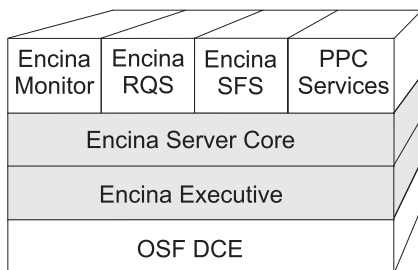 Encina Monitor
Encina RQS
Encina SFS
PPC Services
Encina Server Core
Encina Executive
OSF DCE